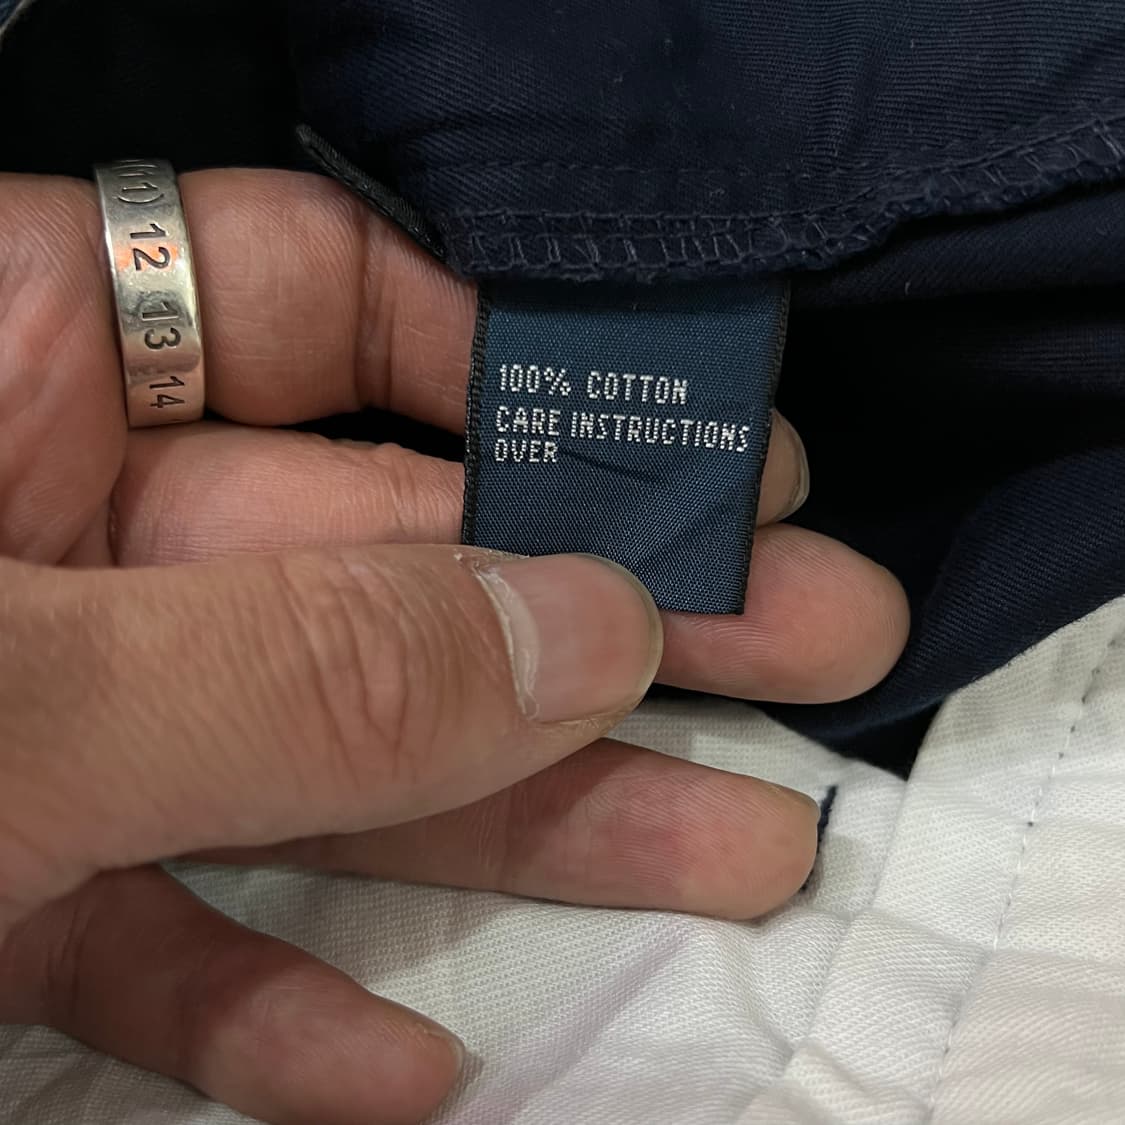 (11) 12 13 14
100% COTTON
CARE INSTRUCTIONS
OVER